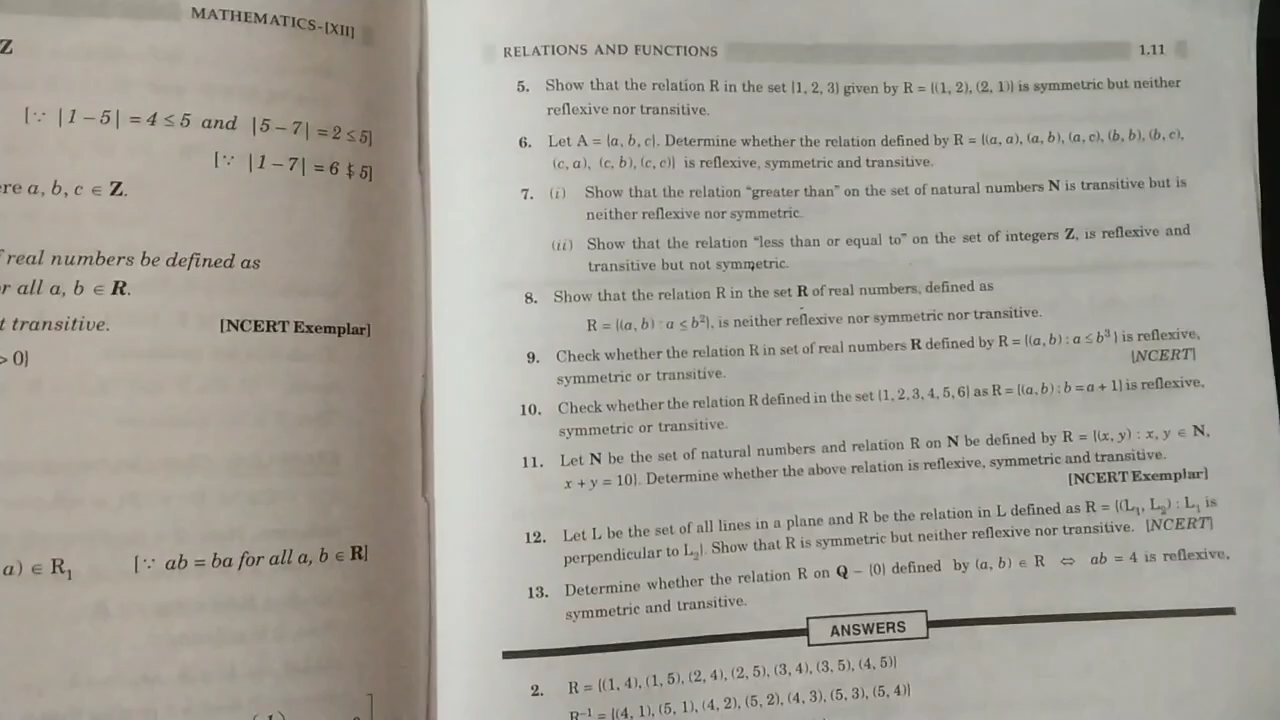 MATHEMATICS-[XII]
Z
[∵ |1 – 5| = 4 ≤ 5 and |5 – 7| = 2 ≤ 5]
[∵ |1 – 7| = 6 ≰ 5]
re a, b, c ∈ Z.
real numbers be defined as
r all a, b ∈ R.
t transitive. [NCERT Exemplar]
> 0}
a) ∈ R₁ [∵ ab = ba for all a, b ∈ R]
RELATIONS AND FUNCTIONS 1.11
5. Show that the relation R in the set {1, 2, 3} given by R = {(1, 2), (2, 1)} is symmetric but neither
reflexive nor transitive.
6. Let A = {a, b, c}. Determine whether the relation defined by R = {(a, a), (a, b), (a, c), (b, b), (b, c),
(c, a), (c, b), (c, c)} is reflexive, symmetric and transitive.
7. (i) Show that the relation “greater than” on the set of natural numbers N is transitive but is
neither reflexive nor symmetric.
(ii) Show that the relation “less than or equal to” on the set of integers Z, is reflexive and
transitive but not symmetric.
8. Show that the relation R in the set R of real numbers, defined as
R = {(a, b) : a ≤ b²}, is neither reflexive nor symmetric nor transitive.
9. Check whether the relation R in set of real numbers R defined by R = {(a, b) : a ≤ b³} is reflexive,
symmetric or transitive. [NCERT]
10. Check whether the relation R defined in the set {1, 2, 3, 4, 5, 6} as R = {(a, b) : b = a + 1} is reflexive,
symmetric or transitive.
11. Let N be the set of natural numbers and relation R on N be defined by R = {(x, y) : x, y ∈ N,
x + y = 10}. Determine whether the above relation is reflexive, symmetric and transitive.
[NCERT Exemplar]
12. Let L be the set of all lines in a plane and R be the relation in L defined as R = {(L₁, L₂) : L₁ is
perpendicular to L₂}. Show that R is symmetric but neither reflexive nor transitive. [NCERT]
13. Determine whether the relation R on Q – {0} defined by (a, b) ∈ R ⇔ ab = 4 is reflexive,
symmetric and transitive.
ANSWERS
2. R = {(1, 4), (1, 5), (2, 4), (2, 5), (3, 4), (3, 5), (4, 5)}
R⁻¹ = {(4, 1), (5, 1), (4, 2), (5, 2), (4, 3), (5, 3), (5, 4)}